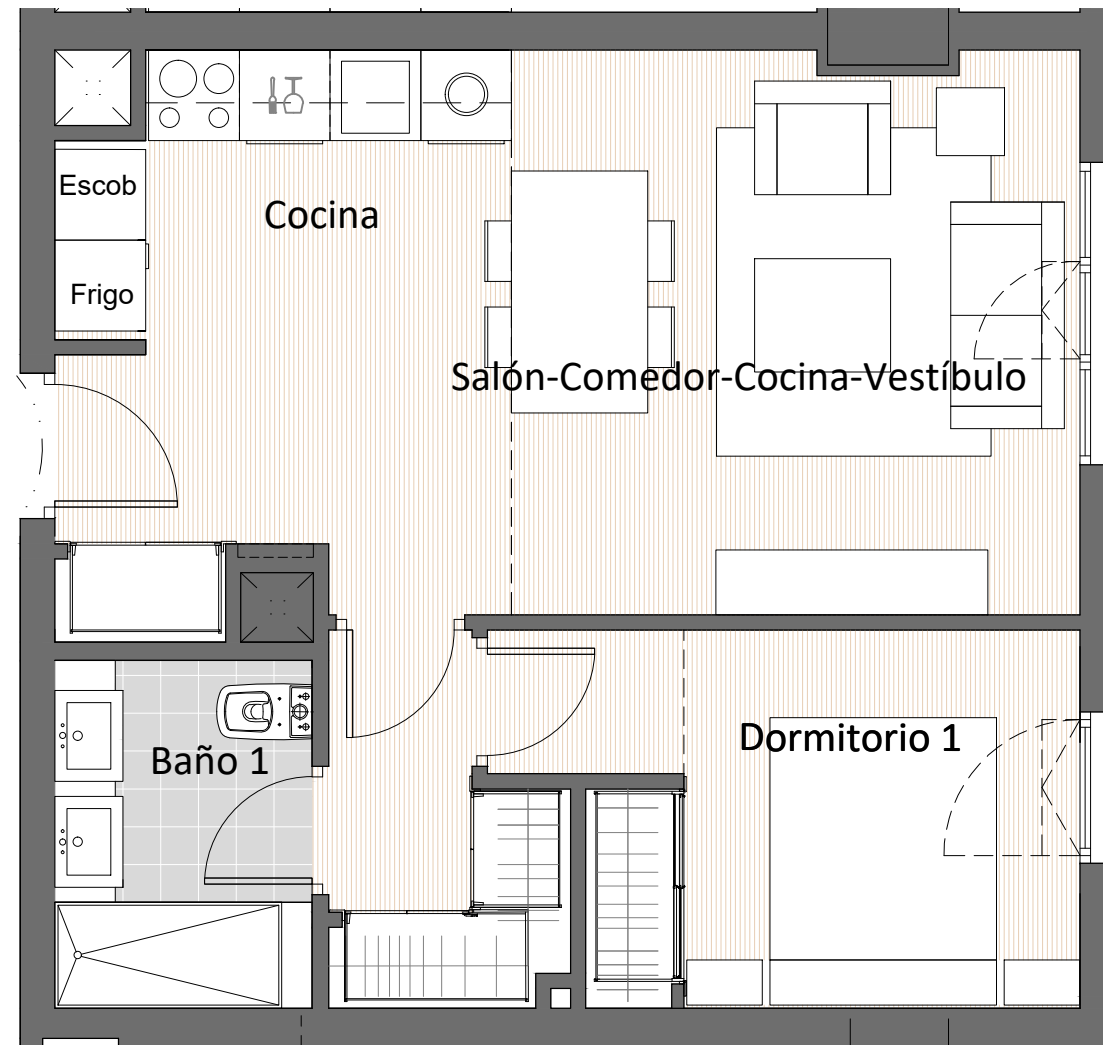 Escob
Cocina
Frigo
Salón-Comedor-Cocina-Vestíbulo
Dormitorio 1
Baño 1